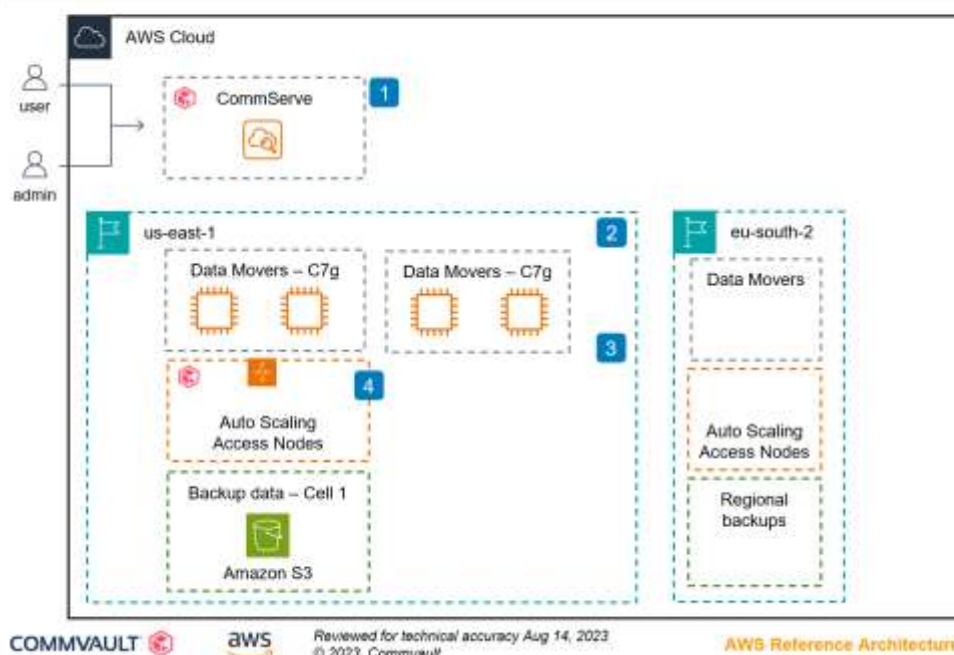 AWS Cloud
user
admin
CommServe
1
us-east-1
2
Data Movers – C7g
Data Movers – C7g
3
4
Auto Scaling
Access Nodes
Backup data – Cell 1
Amazon S3
eu-south-2
Data Movers
Auto Scaling
Access Nodes
Regional
backups
COMMVAULT
aws
Reviewed for technical accuracy Aug 14, 2023
© 2023, Commvault
AWS Reference Architecture